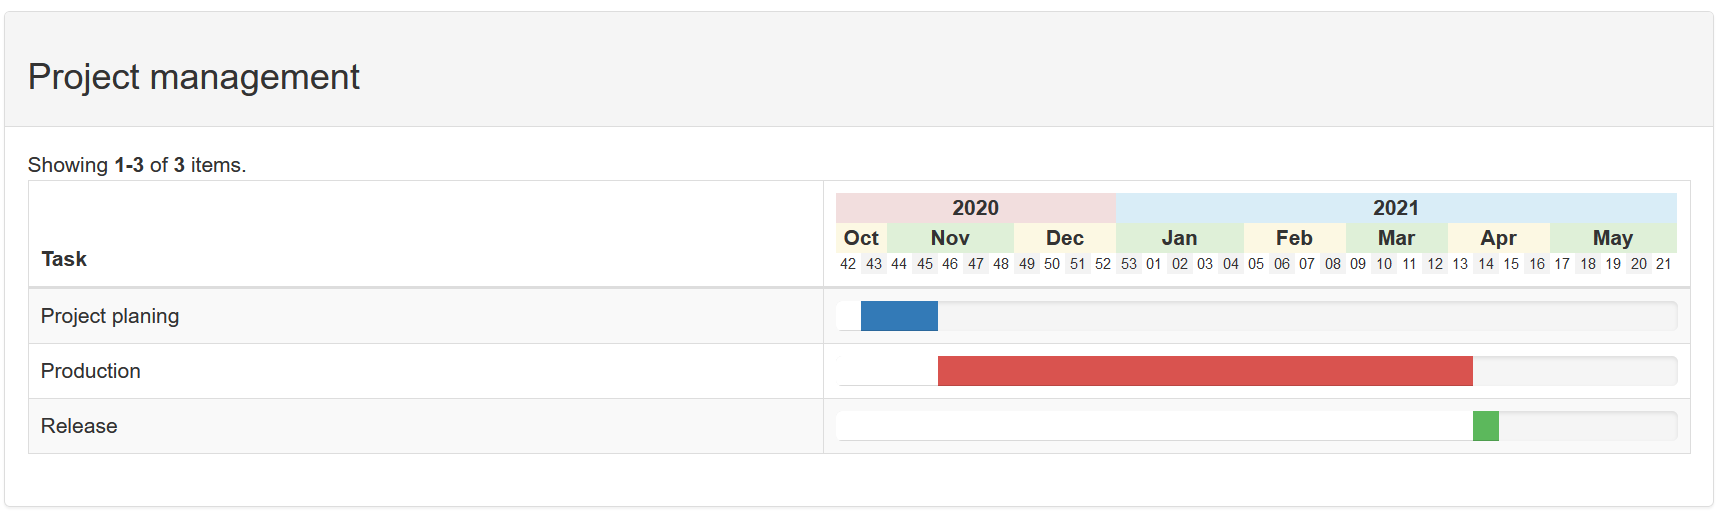 Project management
Showing 1-3 of 3 items.
2020 2021
Oct Nov Dec Jan Feb Mar Apr May
Task
42 43 44 45 46 47 48 49 50 51 52 53 01 02 03 04 05 06 07 08 09 10 11 12 13 14 15 16 17 18 19 20 21
Project planing
Production
Release